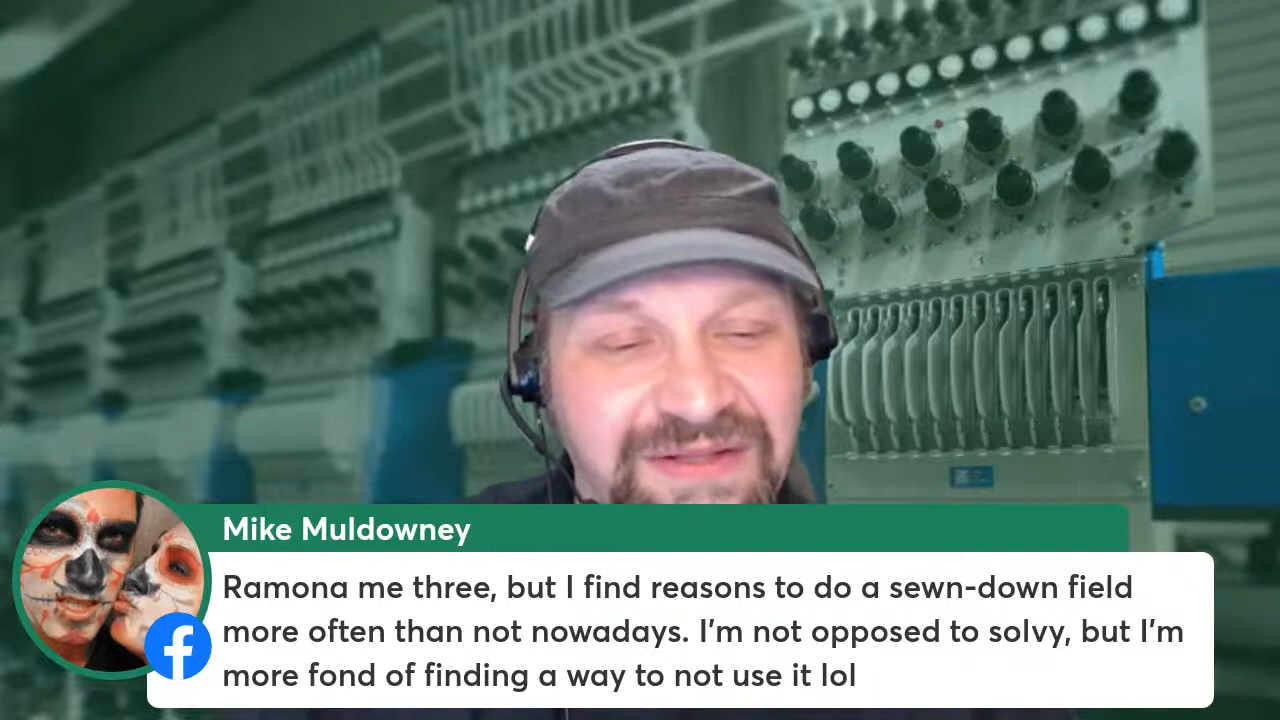 Mike Muldowney
Ramona me three, but I find reasons to do a sewn-down field
more often than not nowadays. I'm not opposed to solvy, but I'm
more fond of finding a way to not use it lol